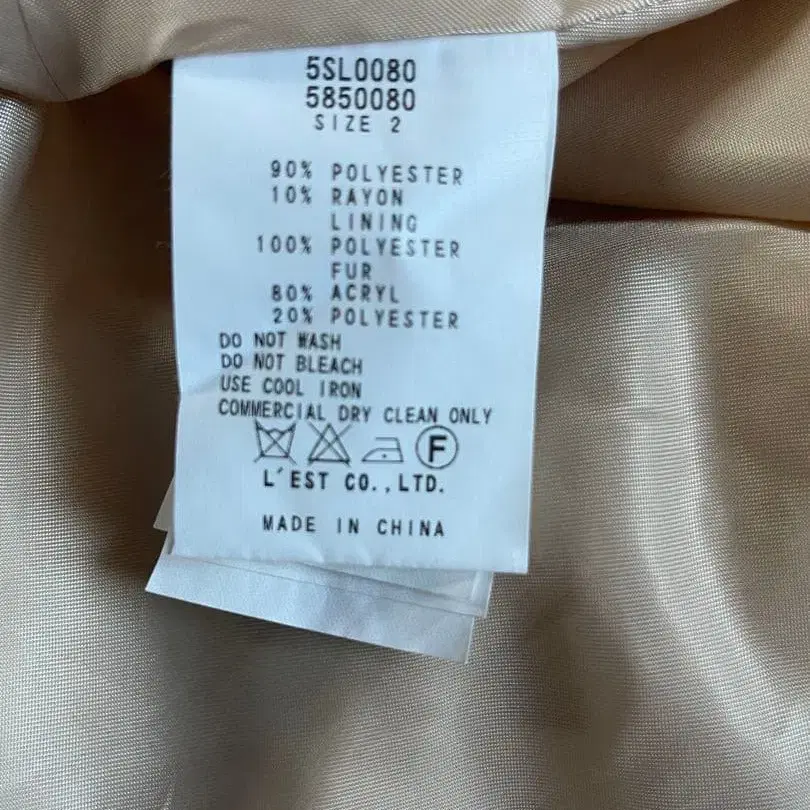 5SL0080
5850080
SIZE 2
90% POLYESTER
10% RAYON
LINING
100% POLYESTER
FUR
80% ACRYL
20% POLYESTER
DO NOT WASH
DO NOT BLEACH
USE COOL IRON
COMMERCIAL DRY CLEAN ONLY
F
L'EST CO.,LTD.
MADE IN CHINA